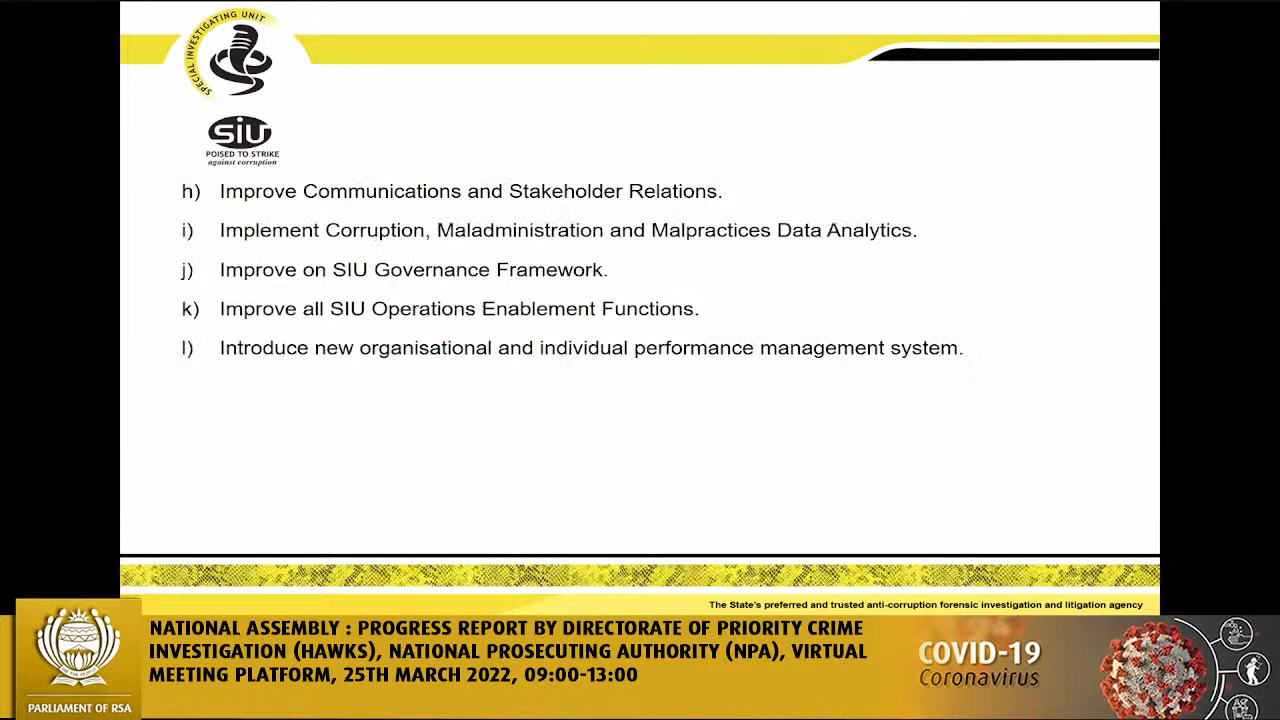 SPECIAL INVESTIGATING UNIT
SIU
POISED TO STRIKE
against corruption
h) Improve Communications and Stakeholder Relations.
i) Implement Corruption, Maladministration and Malpractices Data Analytics.
j) Improve on SIU Governance Framework.
k) Improve all SIU Operations Enablement Functions.
l) Introduce new organisational and individual performance management system.
The State's preferred and trusted anti-corruption forensic investigation and litigation agency
NATIONAL ASSEMBLY : PROGRESS REPORT BY DIRECTORATE OF PRIORITY CRIME
INVESTIGATION (HAWKS), NATIONAL PROSECUTING AUTHORITY (NPA), VIRTUAL
MEETING PLATFORM, 25TH MARCH 2022, 09:00-13:00
PARLIAMENT OF RSA
COVID-19
Coronavirus